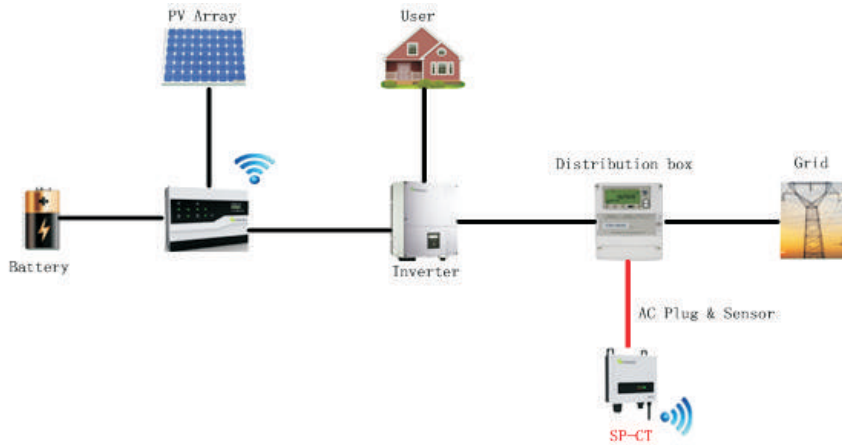 PV Array
User
Distribution box
Grid
Battery
Inverter
AC Plug & Sensor
SP-CT